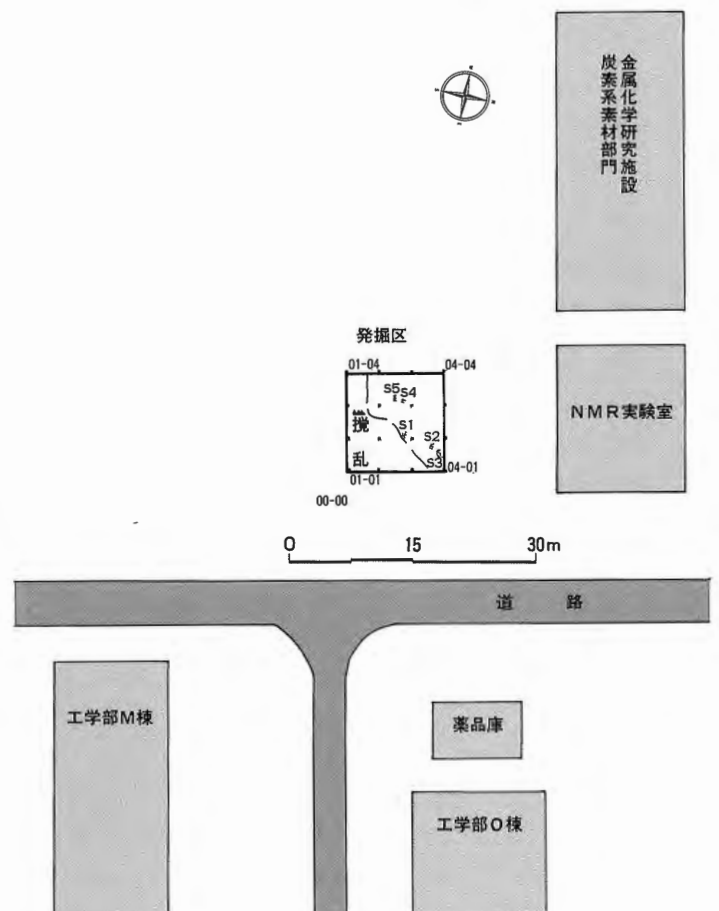 金属化学研究施設
炭素系素材部門
発掘区
01-04
04-04
S5
S4
攪
S1
S2
乱
S3
04-01
01-01
NMR実験室
00-00
0
15
30m
道路
工学部M棟
薬品庫
工学部O棟